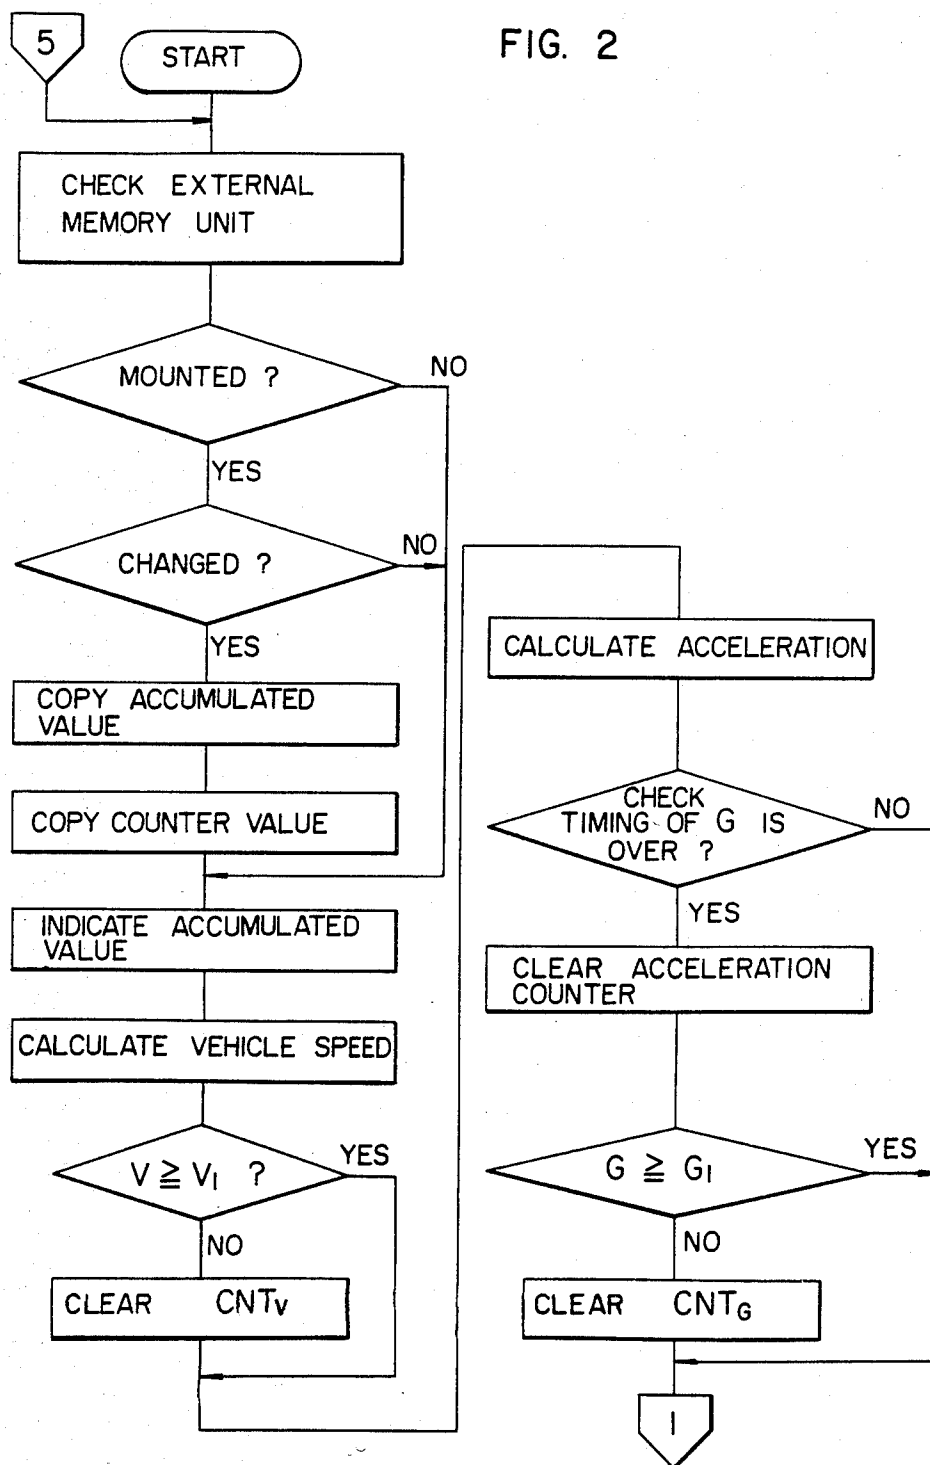 FIG. 2
5
START
CHECK EXTERNAL
MEMORY UNIT
MOUNTED ?
NO
YES
CHANGED ?
NO
YES
COPY ACCUMULATED
VALUE
COPY COUNTER VALUE
INDICATE ACCUMULATED
VALUE
CALCULATE VEHICLE SPEED
V ≧ V1 ?
YES
NO
CLEAR CNTV
CALCULATE ACCELERATION
CHECK
TIMING OF G IS
OVER ?
NO
YES
CLEAR ACCELERATION
COUNTER
G ≧ G1
YES
NO
CLEAR CNTG
1